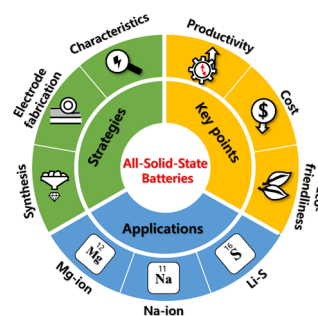 Characteristics
Productivity
Electrode
fabrication
Cost
Strategies
Key points
$
All-Solid-State
Batteries
Synthesis
friendliness
Applications
12
Mg
11
Na
16
S
Mg-ion
Na-ion
Li-S